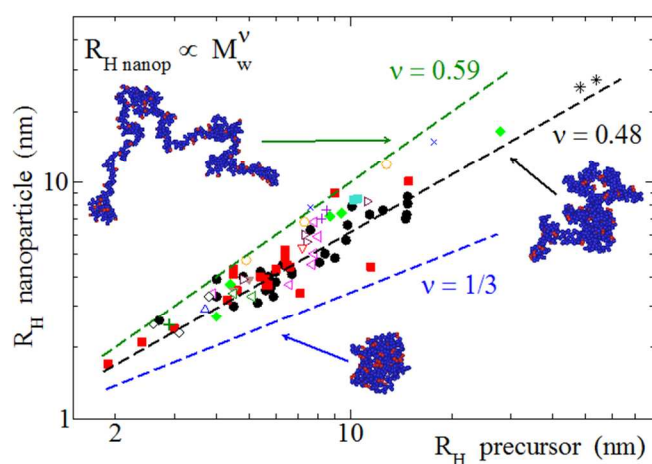 R_H nanop ∝ M_w^ν
ν = 0.59
ν = 0.48
ν = 1/3
R_H nanoparticle (nm)
10
1
2
10
R_H precursor (nm)